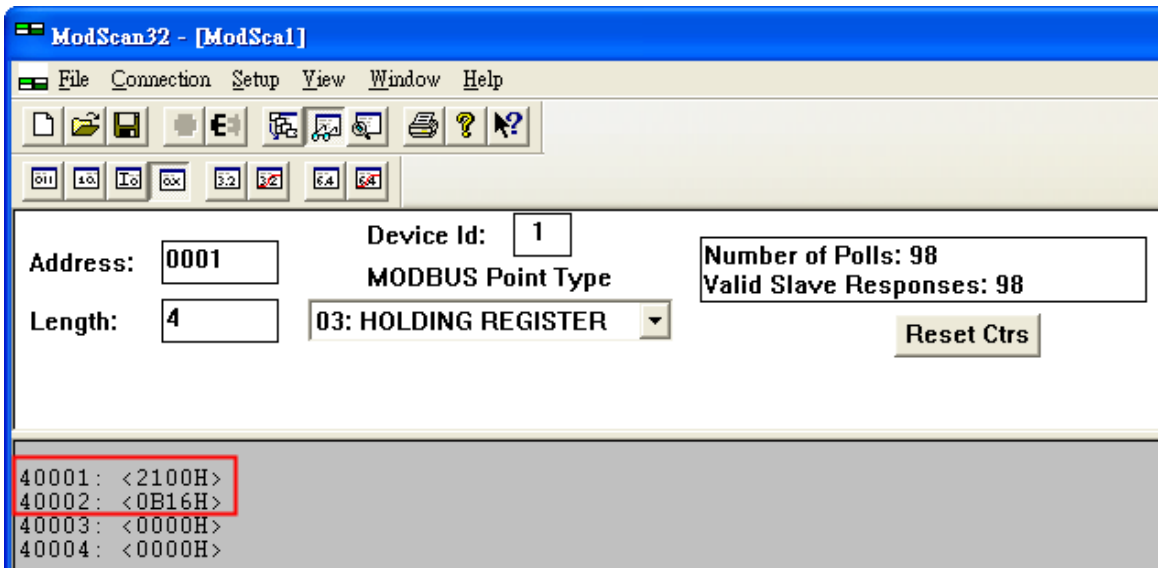 ModScan32 - [ModSca1]
File Connection Setup View Window Help
Device Id: 1
Address: 0001
MODBUS Point Type
Number of Polls: 98
Valid Slave Responses: 98
Length: 4
03: HOLDING REGISTER
Reset Ctrs
40001: <2100H>
40002: <0B16H>
40003: <0000H>
40004: <0000H>